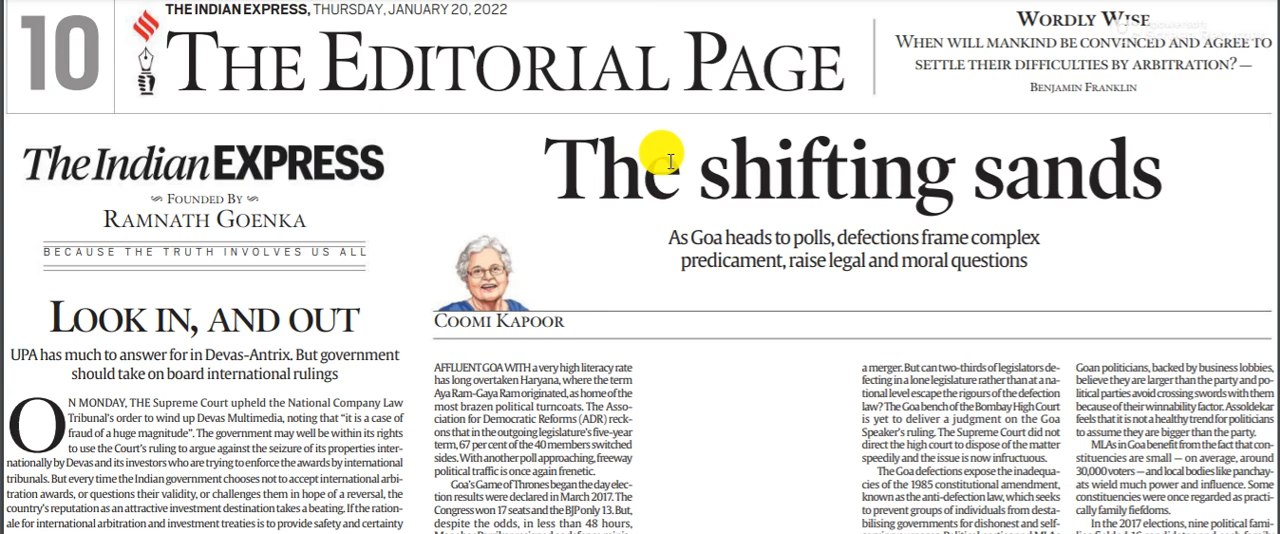 10
THE INDIAN EXPRESS, THURSDAY, JANUARY 20, 2022
THE EDITORIAL PAGE
WORDLY WISE
WHEN WILL MANKIND BE CONVINCED AND AGREE TO
SETTLE THEIR DIFFICULTIES BY ARBITRATION? —
BENJAMIN FRANKLIN
The Indian EXPRESS
FOUNDED BY
RAMNATH GOENKA
BECAUSE THE TRUTH INVOLVES US ALL
LOOK IN, AND OUT
UPA has much to answer for in Devas-Antrix. But government
should take on board international rulings
ON MONDAY, THE Supreme Court upheld the National Company Law
Tribunal's order to wind up Devas Multimedia, noting that "it is a case of
fraud of a huge magnitude". The government may well be within its rights
to use the Court's ruling to argue against the seizure of its properties inter-
nationally by Devas and its investors who are trying to enforce the awards by international
tribunals. But every time the Indian government chooses not to accept international arbi-
tration awards, or questions their validity, or challenges them in hope of a reversal, the
country's reputation as an attractive investment destination takes a beating. If the ration-
ale for international arbitration and investment treaties is to provide safety and certainty
The shifting sands
As Goa heads to polls, defections frame complex
predicament, raise legal and moral questions
COOMI KAPOOR
AFFLUENT GOA WITH a very high literacy rate
has long overtaken Haryana, where the term
Aya Ram-Gaya Ram originated, as home of the
most brazen political turncoats. The Asso-
ciation for Democratic Reforms (ADR) reck-
ons that in the outgoing legislature's five-year
term, 67 per cent of the 40 members switched
sides. With another poll approaching, freeway
political traffic is once again frenetic.
Goa's Game of Thrones began the day elec-
tion results were declared in March 2017. The
Congress won 17 seats and the BJP only 13. But,
despite the odds, in less than 48 hours,
a merger. But can two-thirds of legislators de-
fecting in a lone legislature rather than at a na-
tional level escape the rigours of the defection
law? The Goa bench of the Bombay High Court
is yet to deliver a judgment on the Goa
Speaker's ruling. The Supreme Court did not
direct the high court to dispose of the matter
speedily and the issue is now infructuous.
The Goa defections expose the inadequa-
cies of the 1985 constitutional amendment,
known as the anti-defection law, which seeks
to prevent groups of individuals from desta-
bilising governments for dishonest and self-
Goan politicians, backed by business lobbies,
believe they are larger than the party and po-
litical parties avoid crossing swords with them
because of their winnability factor. Assoldekar
feels that it is not a healthy trend for politicians
to assume they are bigger than the party.
MLAs in Goa benefit from the fact that con-
stituencies are small — on average, around
30,000 voters — and local bodies like panchay-
ats wield much power and influence. Some
constituencies were once regarded as practi-
cally family fiefdoms.
In the 2017 elections, nine political fami-